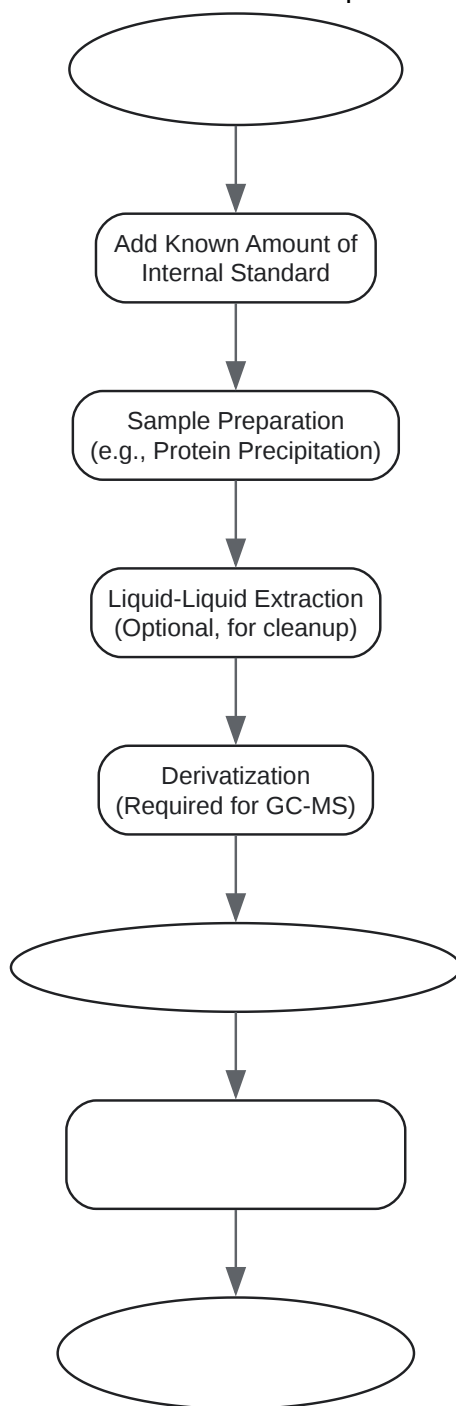 Add Known Amount of
Internal Standard
Sample Preparation
(e.g., Protein Precipitation)
Liquid-Liquid Extraction
(Optional, for cleanup)
Derivatization
(Required for GC-MS)